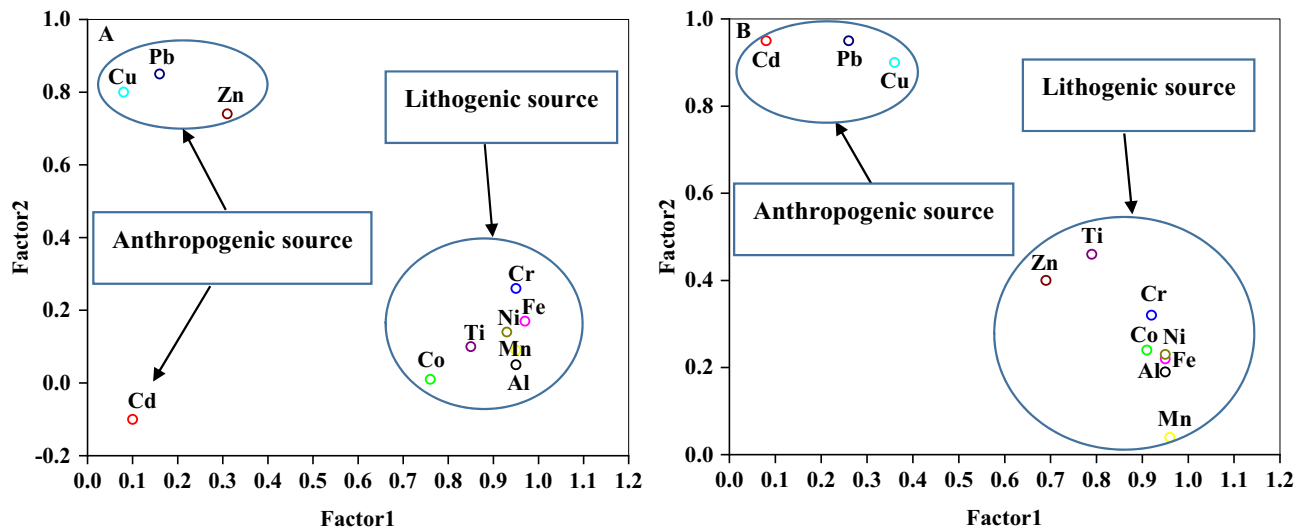 A
1.0
0.8
0.6
0.4
0.2
0.0
-0.2
Factor2
Pb
Cu
Zn
Lithogenic source
Anthropogenic source
Cr
Fe
Ni
Ti
Mn
Co
Al
Cd
0.0 0.1 0.2 0.3 0.4 0.5 0.6 0.7 0.8 0.9 1.0 1.1 1.2
Factor1
B
1.0
0.8
0.6
0.4
0.2
0.0
Factor2
Cd
Pb
Cu
Lithogenic source
Anthropogenic source
Ti
Zn
Cr
Co
Ni
Al
Fe
Mn
0.0 0.1 0.2 0.3 0.4 0.5 0.6 0.7 0.8 0.9 1.0 1.1 1.2
Factor1